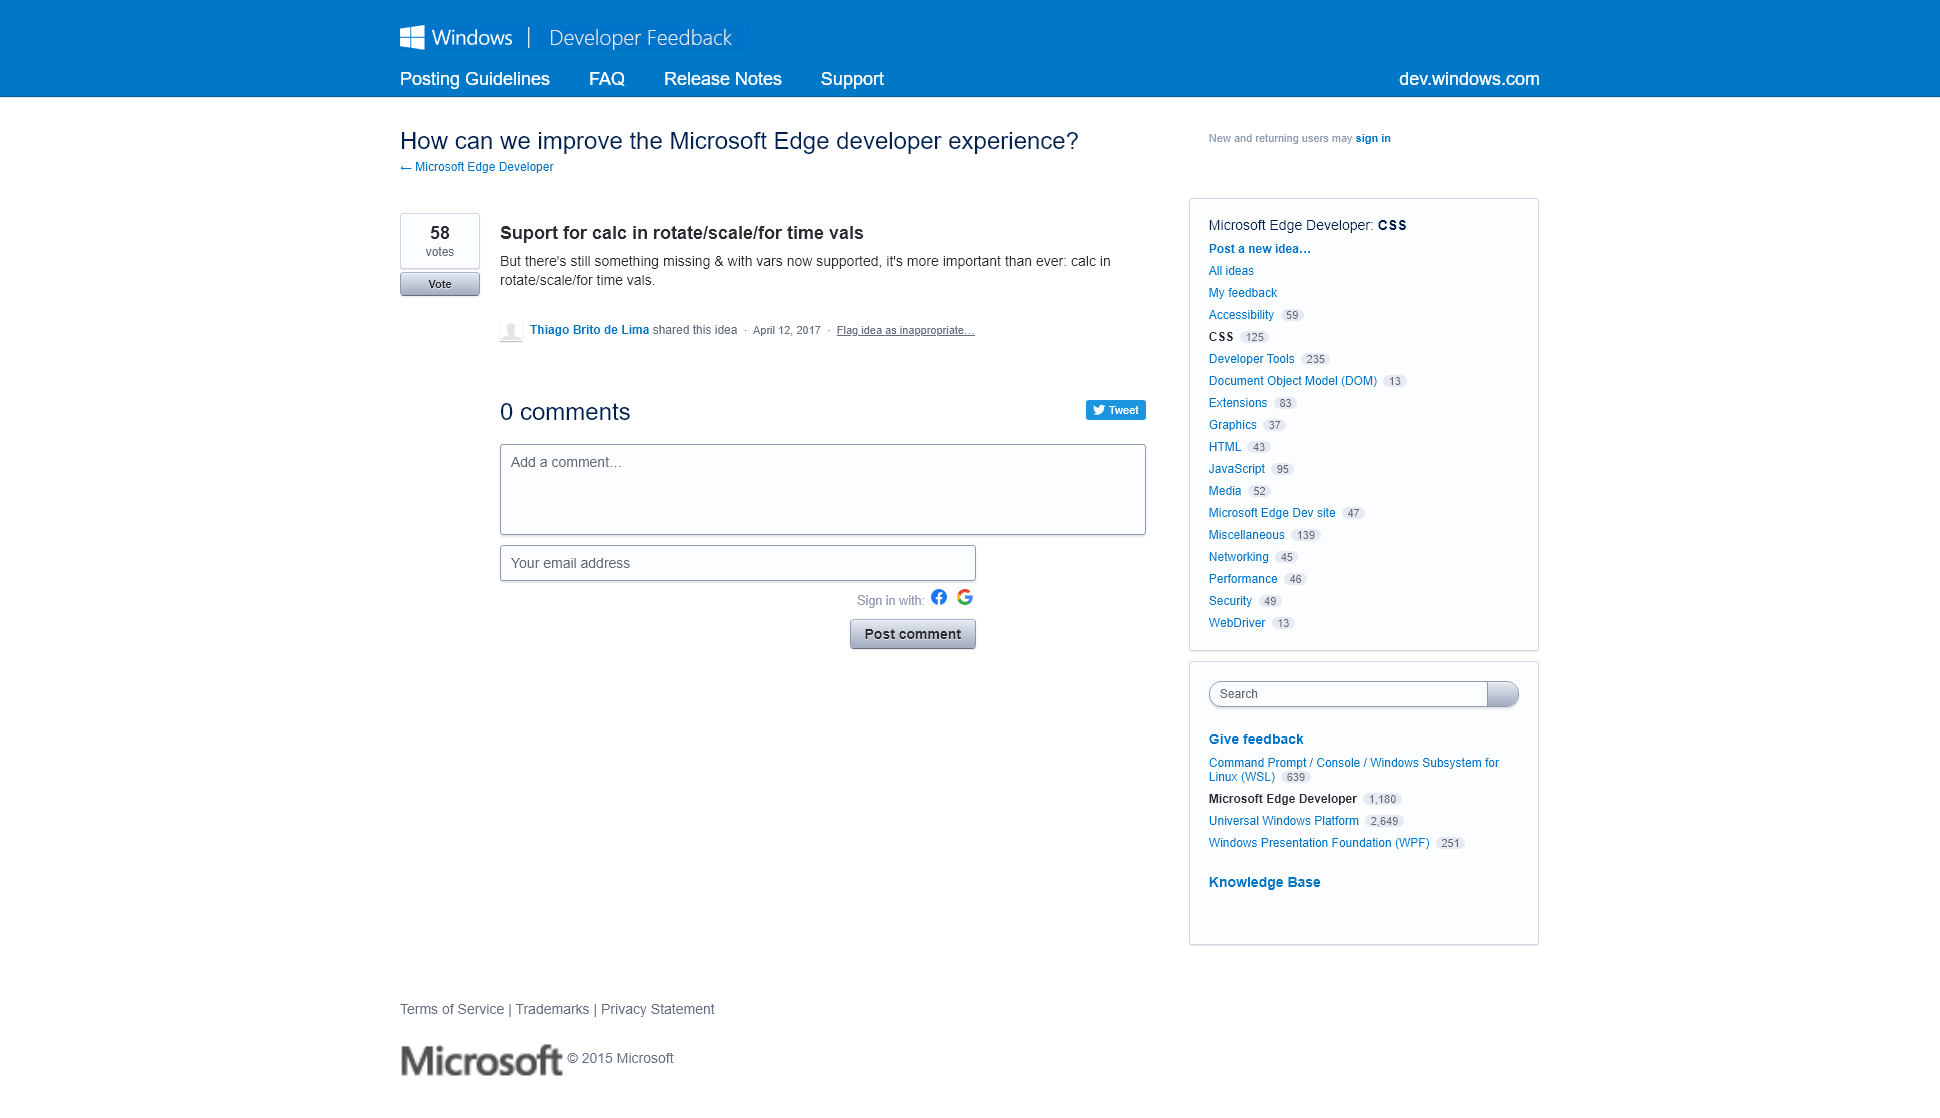 Windows | Developer Feedback
Posting Guidelines FAQ Release Notes Support dev.windows.com
How can we improve the Microsoft Edge developer experience?
← Microsoft Edge Developer
New and returning users may sign in
58
votes
Vote
Suport for calc in rotate/scale/for time vals
But there's still something missing & with vars now supported, it's more important than ever: calc in
rotate/scale/for time vals.
Thiago Brito de Lima shared this idea · April 12, 2017 · Flag idea as inappropriate…
0 comments
Tweet
Add a comment…
Your email address
Sign in with:
Post comment
Microsoft Edge Developer: CSS
Post a new idea…
All ideas
My feedback
Accessibility 59
CSS 125
Developer Tools 235
Document Object Model (DOM) 13
Extensions 83
Graphics 37
HTML 43
JavaScript 95
Media 52
Microsoft Edge Dev site 47
Miscellaneous 139
Networking 45
Performance 46
Security 49
WebDriver 13
Search
Give feedback
Command Prompt / Console / Windows Subsystem for
Linux (WSL) 639
Microsoft Edge Developer 1,180
Universal Windows Platform 2,649
Windows Presentation Foundation (WPF) 251
Knowledge Base
Terms of Service | Trademarks | Privacy Statement
Microsoft © 2015 Microsoft